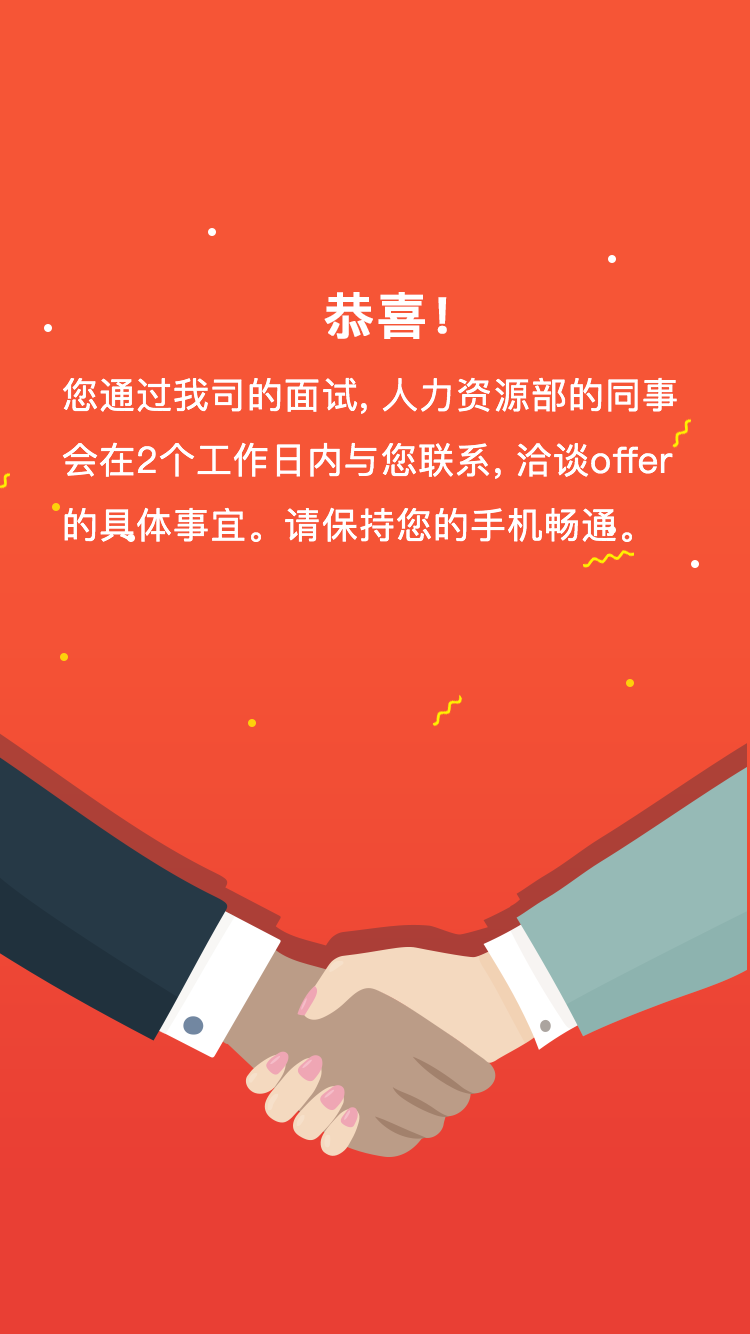 恭喜！
您通过我司的面试, 人力资源部的同事
会在2个工作日内与您联系, 洽谈offer
的具体事宜。请保持您的手机畅通。